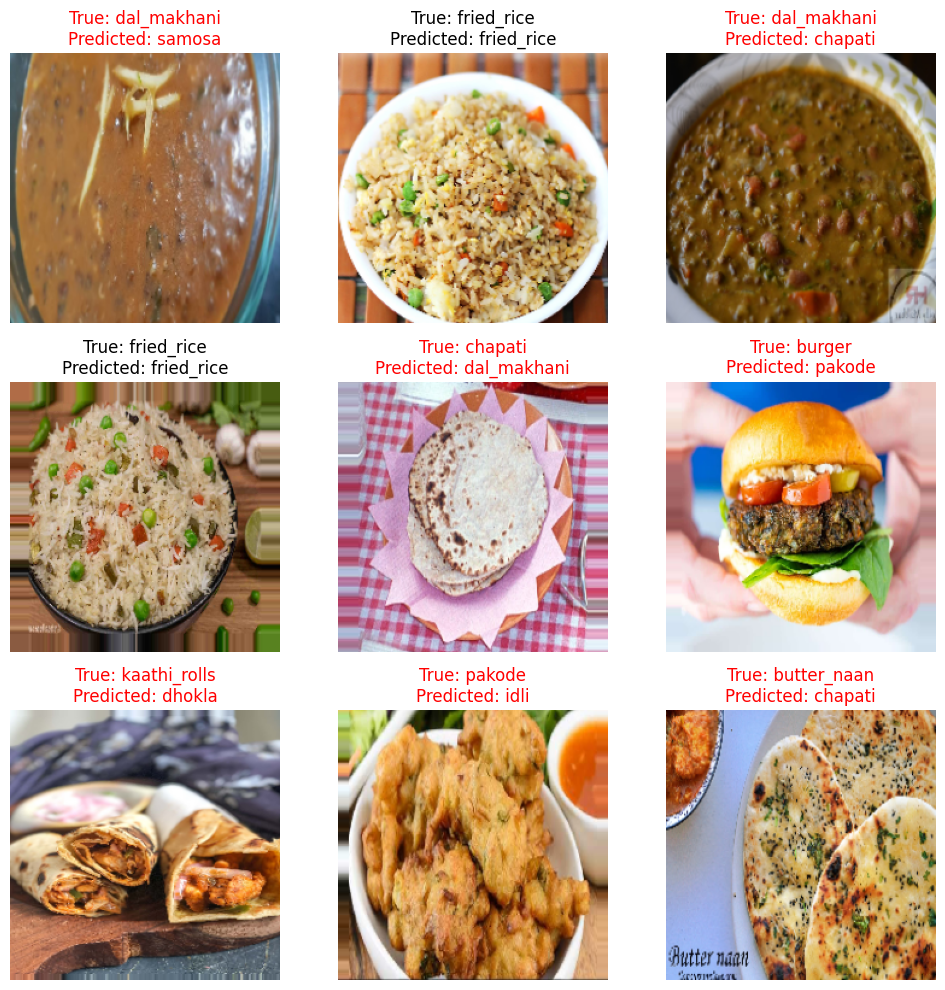 True: dal_makhani
Predicted: samosa
True: fried_rice
Predicted: fried_rice
True: dal_makhani
Predicted: chapati
True: fried_rice
Predicted: fried_rice
True: chapati
Predicted: dal_makhani
True: burger
Predicted: pakode
True: kaathi_rolls
Predicted: dhokla
True: pakode
Predicted: idli
True: butter_naan
Predicted: chapati
Butter naan